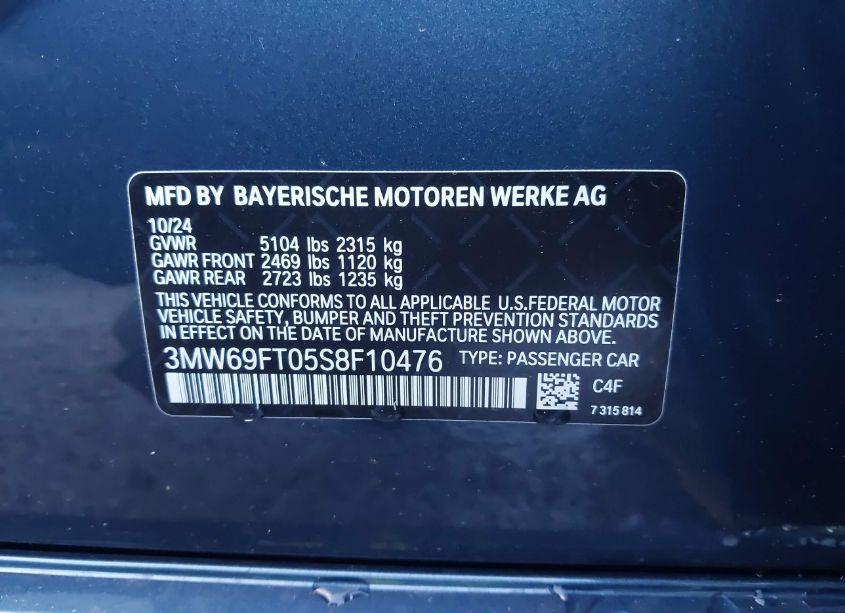 MFD BY BAYERISCHE MOTOREN WERKE AG
10/24
GVWR 5104 lbs 2315 kg
GAWR FRONT 2469 lbs 1120 kg
GAWR REAR 2723 lbs 1235 kg
THIS VEHICLE CONFORMS TO ALL APPLICABLE U.S.FEDERAL MOTOR
VEHICLE SAFETY, BUMPER AND THEFT PREVENTION STANDARDS
IN EFFECT ON THE DATE OF MANUFACTURE SHOWN ABOVE.
3MW69FT05S8F10476 TYPE: PASSENGER CAR
C4F
7 315 814